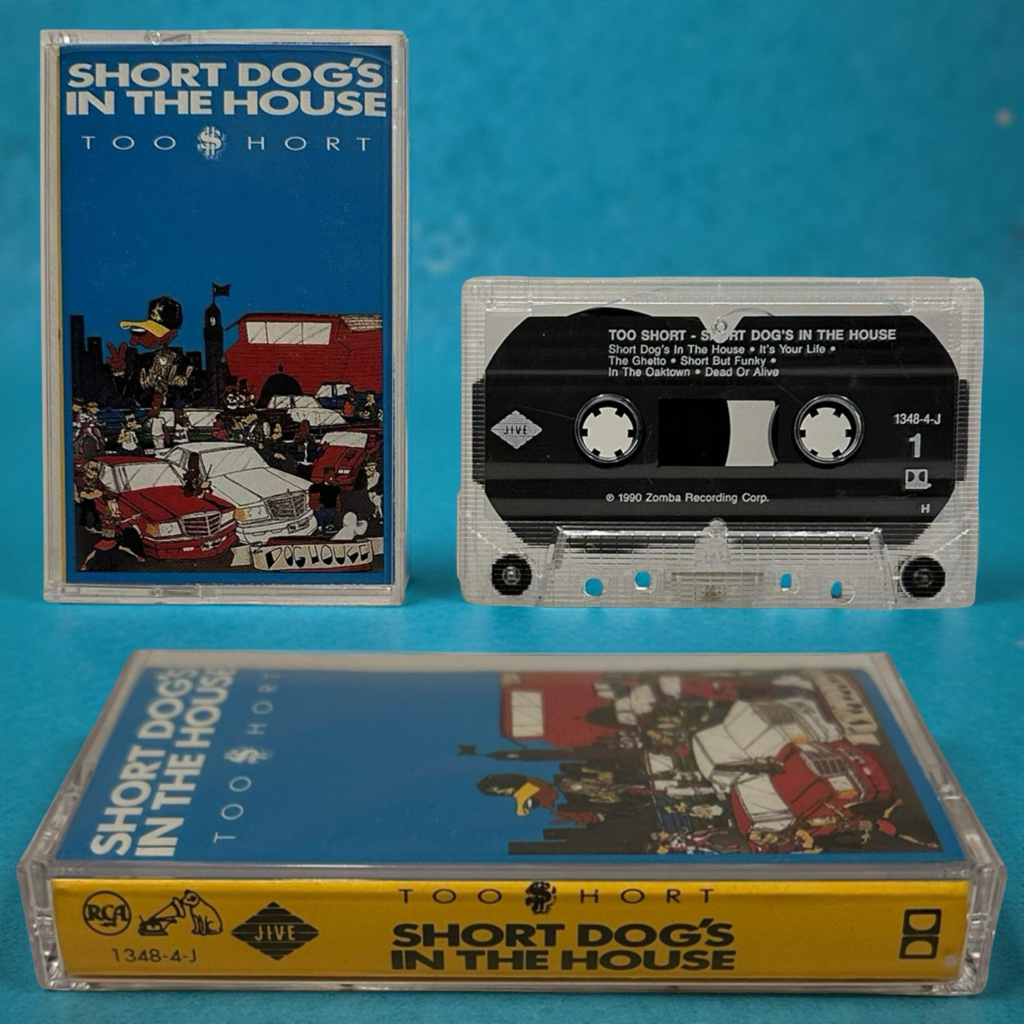 SHORT DOG'S
IN THE HOUSE
TOO $HORT
DOGHOUSE
TOO SHORT - SHORT DOG'S IN THE HOUSE
Short Dog's In The House • It's Your Life •
The Ghetto • Short But Funky •
In The Oaktown • Dead Or Alive
JIVE
1348-4-J
1
H
℗ 1990 Zomba Recording Corp.
SHORT DOG'S
IN THE HOUSE
TOO $HORT
RCA
JIVE
1348-4-J
TOO $HORT
SHORT DOG'S
IN THE HOUSE